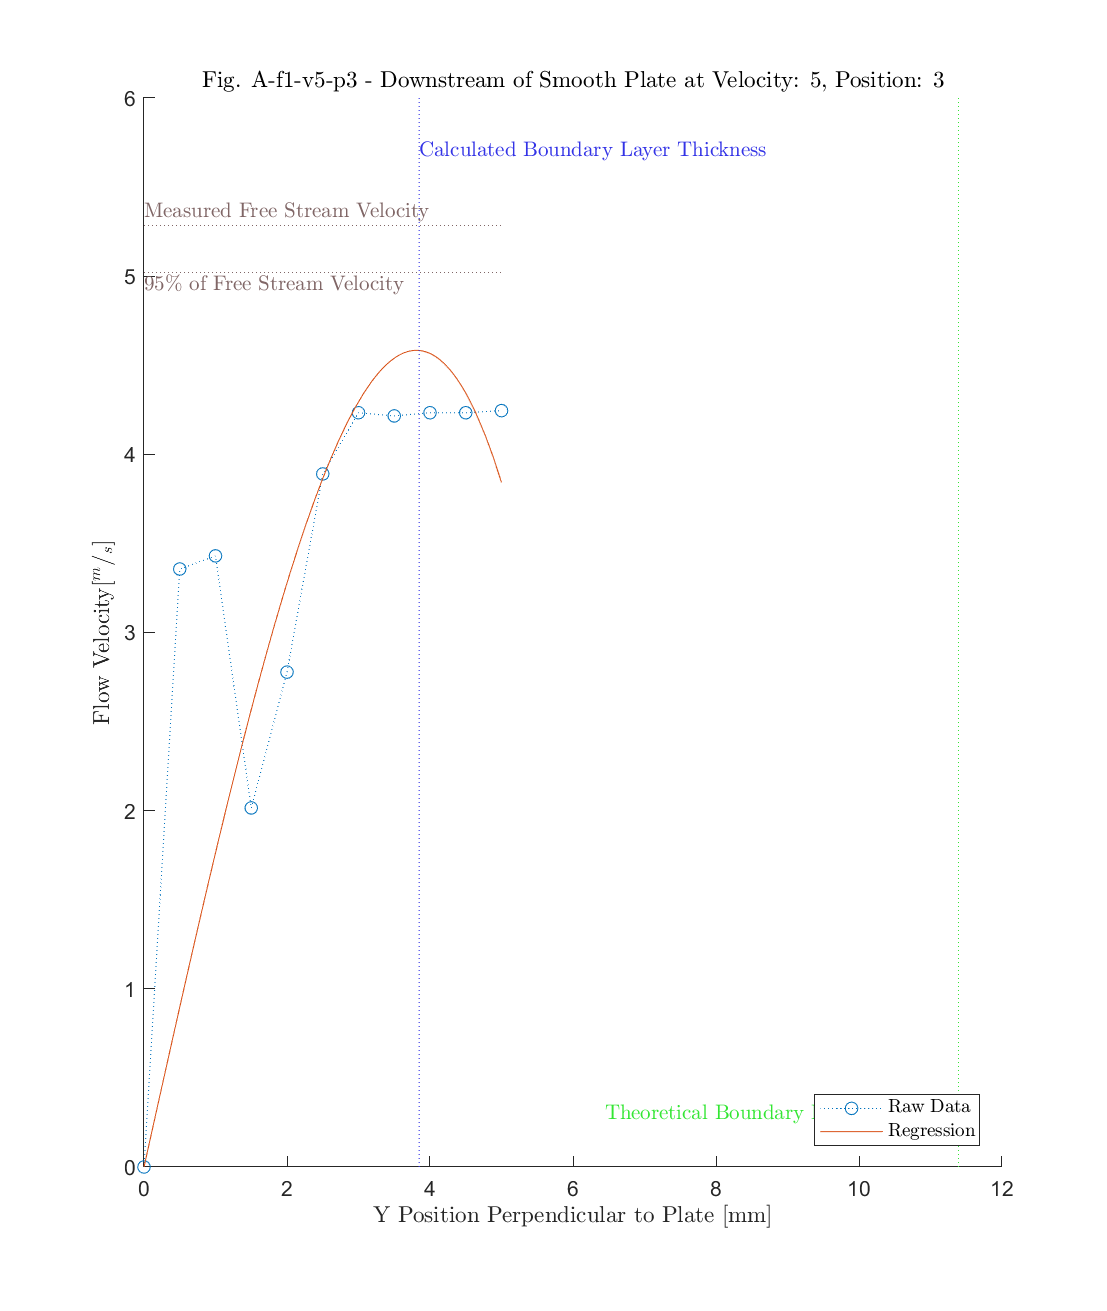 Fig. A-f1-v5-p3 - Downstream of Smooth Plate at Velocity: 5, Position: 3
Calculated Boundary Layer Thickness
Measured Free Stream Velocity
95% of Free Stream Velocity
6
5
4
3
2
1
0
Flow Velocity[m/s]
Theoretical Boundary
Raw Data
Regression
0 2 4 6 8 10 12
Y Position Perpendicular to Plate [mm]